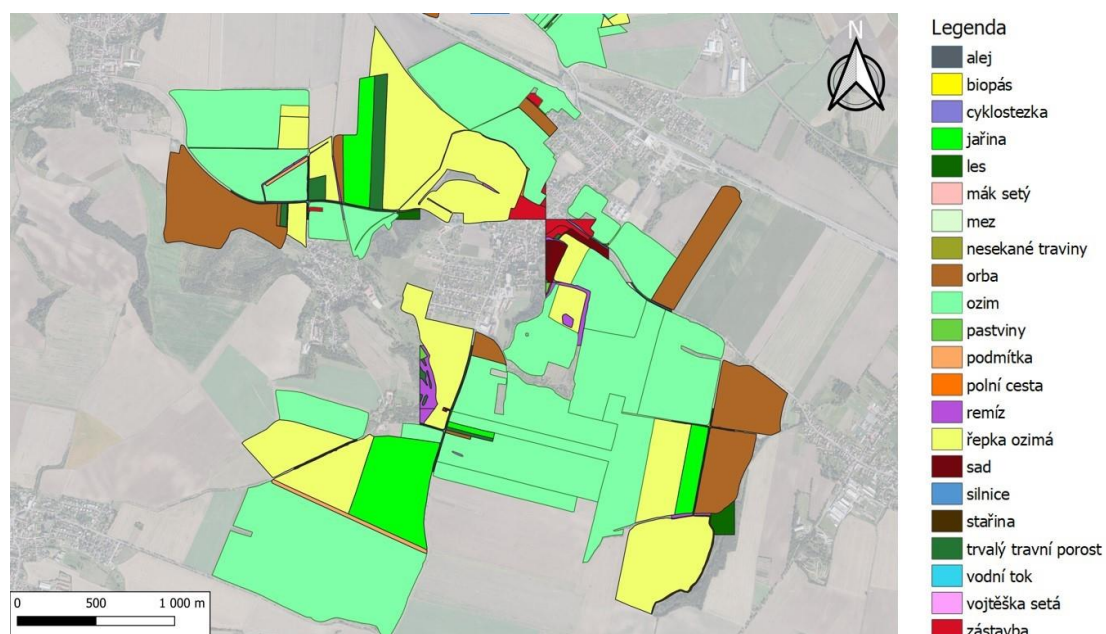 Legenda
N
alej
biopás
cyklostezka
jařina
les
mák setý
mez
nesekané traviny
orba
ozim
pastviny
podmítka
polní cesta
remíz
řepka ozimá
sad
silnice
stařina
trvalý travní porost
vodní tok
vojtěška setá
zástavba
0 500 1 000 m